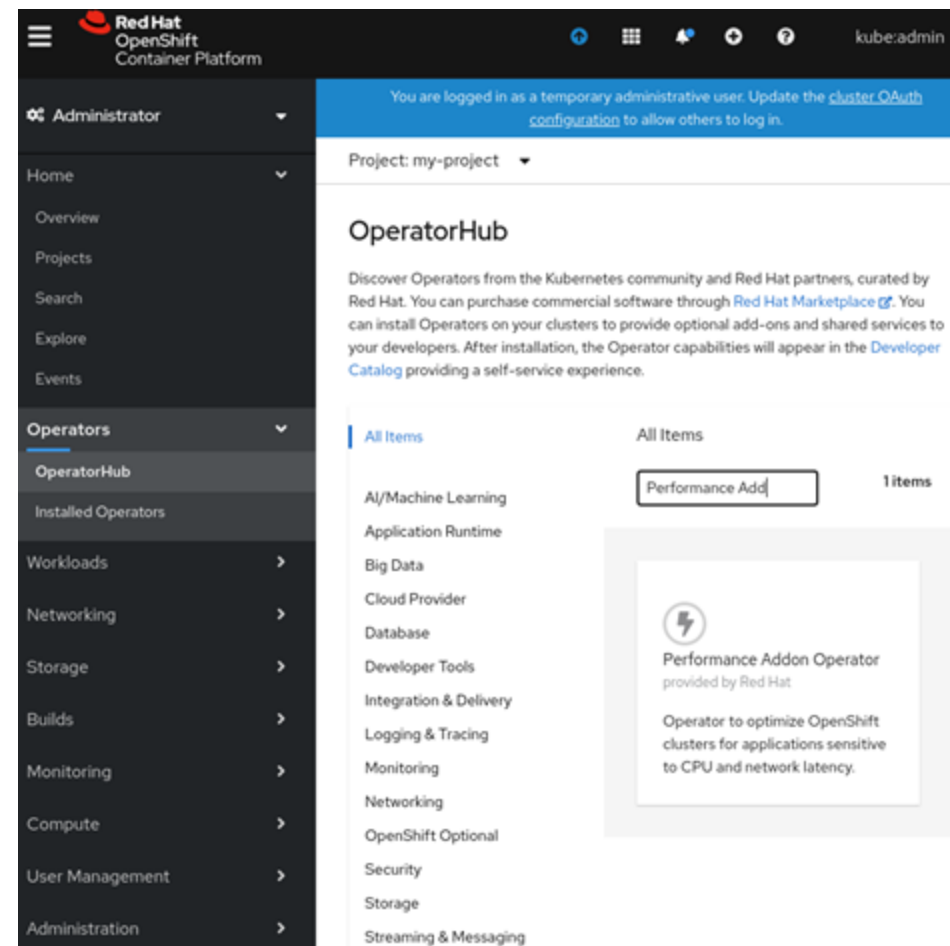 Red Hat
OpenShift
Container Platform
kube:admin
Administrator
You are logged in as a temporary administrative user. Update the cluster OAuth
configuration to allow others to log in.
Project: my-project
Home
Overview
Projects
Search
Explore
Events
Operators
OperatorHub
Installed Operators
Workloads
Networking
Storage
Builds
Monitoring
Compute
User Management
Administration
OperatorHub
Discover Operators from the Kubernetes community and Red Hat partners, curated by
Red Hat. You can purchase commercial software through Red Hat Marketplace. You
can install Operators on your clusters to provide optional add-ons and shared services to
your developers. After installation, the Operator capabilities will appear in the Developer
Catalog providing a self-service experience.
All Items
AI/Machine Learning
Application Runtime
Big Data
Cloud Provider
Database
Developer Tools
Integration & Delivery
Logging & Tracing
Monitoring
Networking
OpenShift Optional
Security
Storage
Streaming & Messaging
All Items
Performance Add
1 items
Performance Addon Operator
provided by Red Hat
Operator to optimize OpenShift
clusters for applications sensitive
to CPU and network latency.